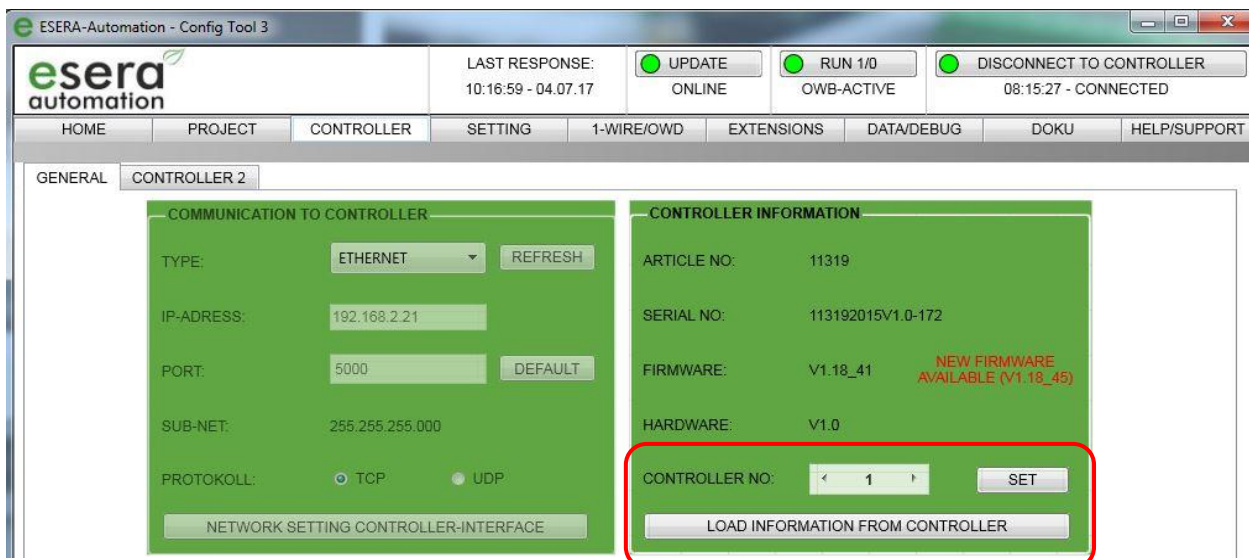 ESERA-Automation - Config Tool 3
esera
automation
LAST RESPONSE:
10:16:59 - 04.07.17
UPDATE
ONLINE
RUN 1/0
OWB-ACTIVE
DISCONNECT TO CONTROLLER
08:15:27 - CONNECTED
HOME PROJECT CONTROLLER SETTING 1-WIRE/OWD EXTENSIONS DATA/DEBUG DOKU HELP/SUPPORT
GENERAL CONTROLLER 2
COMMUNICATION TO CONTROLLER
TYPE: ETHERNET REFRESH
IP-ADRESS: 192.168.2.21
PORT: 5000 DEFAULT
SUB-NET: 255.255.255.000
PROTOKOLL: TCP UDP
NETWORK SETTING CONTROLLER-INTERFACE
CONTROLLER INFORMATION
ARTICLE NO: 11319
SERIAL NO: 113192015V1.0-172
FIRMWARE: V1.18_41
NEW FIRMWARE
AVAILABLE (V1.18_45)
HARDWARE: V1.0
CONTROLLER NO: 1 SET
LOAD INFORMATION FROM CONTROLLER